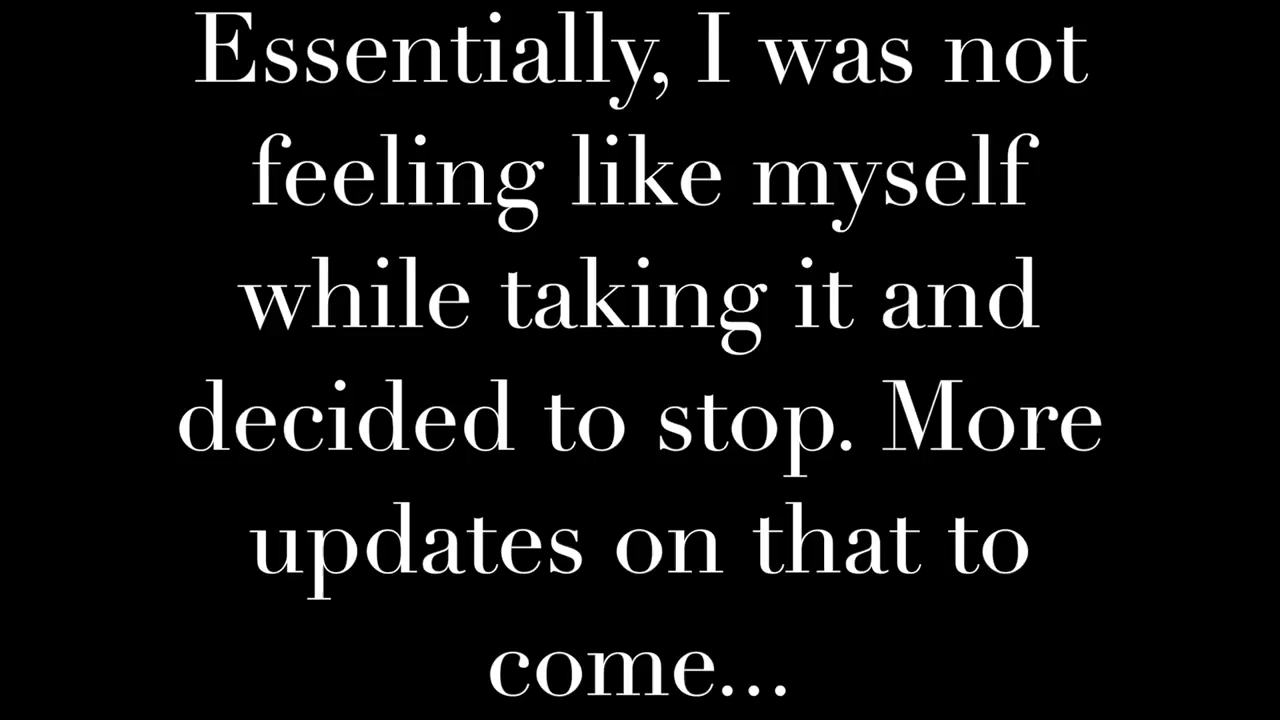 Essentially, I was not
feeling like myself
while taking it and
decided to stop. More
updates on that to
come...